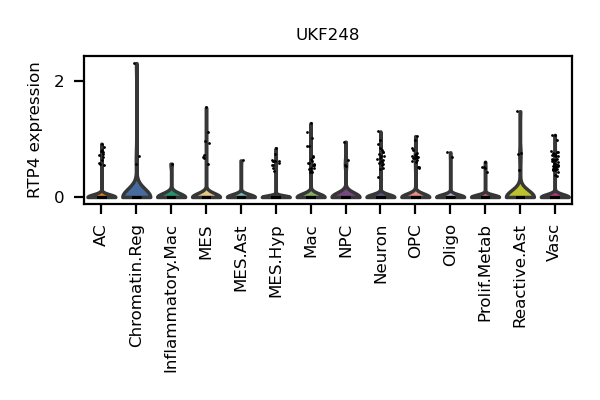 UKF248
RTP4 expression
2
0
AC
Chromatin.Reg
Inflammatory.Mac
MES
MES.Ast
MES.Hyp
Mac
NPC
Neuron
OPC
Oligo
Prolif.Metab
Reactive.Ast
Vasc